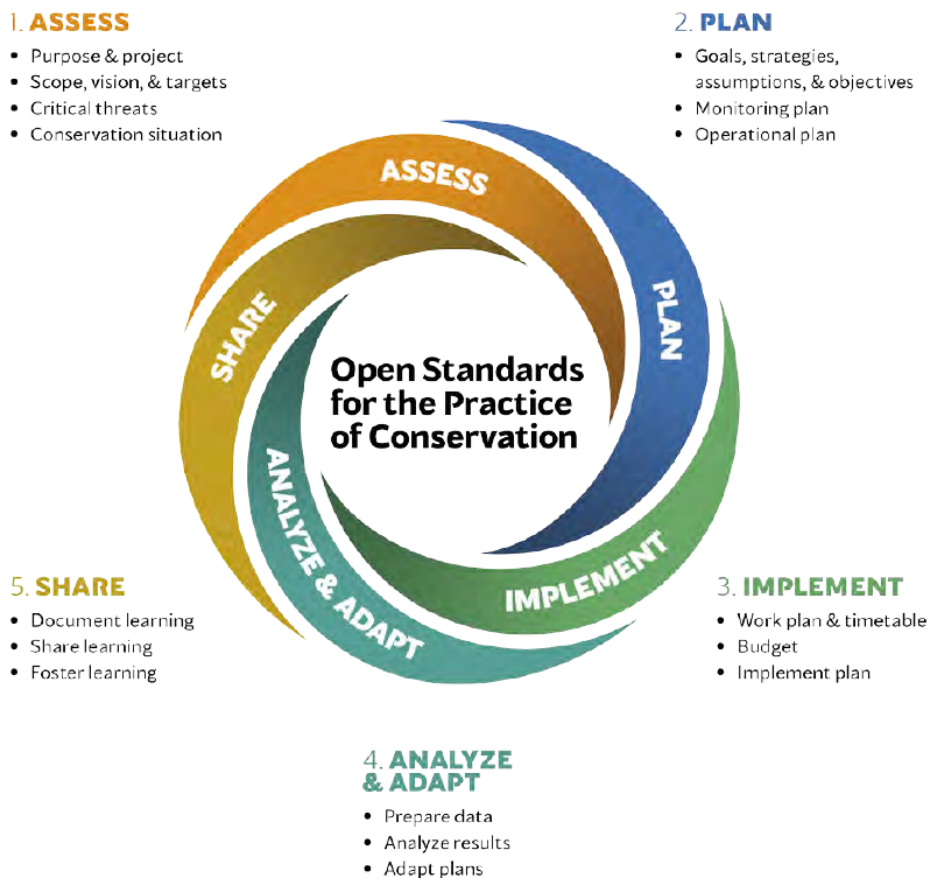 1. ASSESS
• Purpose & project
• Scope, vision, & targets
• Critical threats
• Conservation situation
2. PLAN
• Goals, strategies,
assumptions, & objectives
• Monitoring plan
• Operational plan
ASSESS
PLAN
SHARE
Open Standards
for the Practice
of Conservation
ANALYZE & ADAPT
IMPLEMENT
5. SHARE
• Document learning
• Share learning
• Foster learning
3. IMPLEMENT
• Work plan & timetable
• Budget
• Implement plan
4. ANALYZE
& ADAPT
• Prepare data
• Analyze results
• Adapt plans